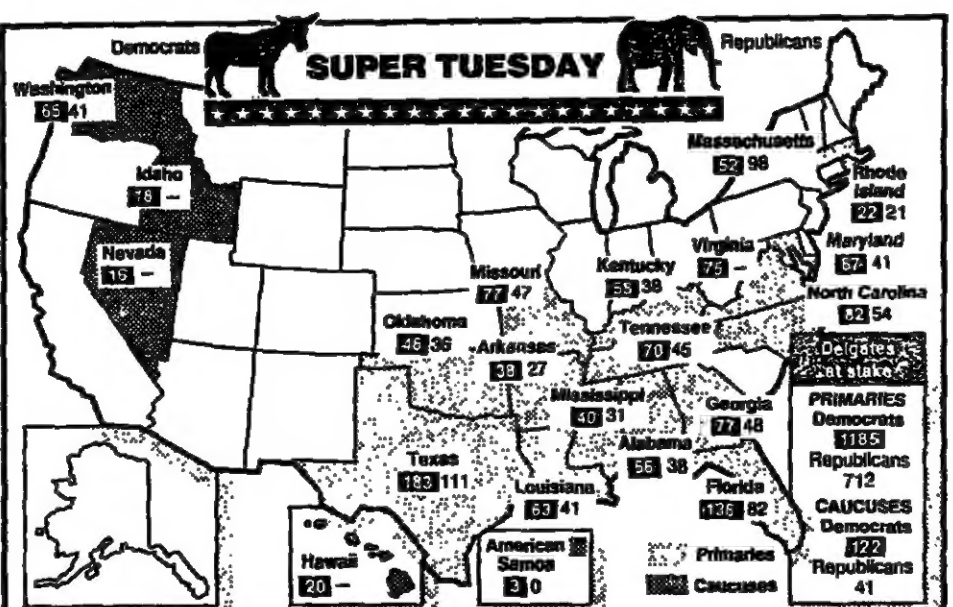 Democrats
SUPER TUESDAY
Republicans
Washington
65 41
Massachusetts
52 98
Idaho
18 –
Rhode
Island
22 21
Nevada
16 –
Virginia
75 –
Maryland
67 41
Missouri
77 47
Kentucky
55 38
North Carolina
82 54
Oklahoma
46 36
Tennessee
70 45
Arkansas
38 27
Mississippi
40 31
Georgia
77 48
Alabama
56 38
Texas
183 111
Louisiana
63 41
Florida
136 82
Hawaii
20 –
American
Samoa
3 0
Primaries
Caucuses
Delegates
at stake
PRIMARIES
Democrats
1185
Republicans
712
CAUCUSES
Democrats
122
Republicans
41